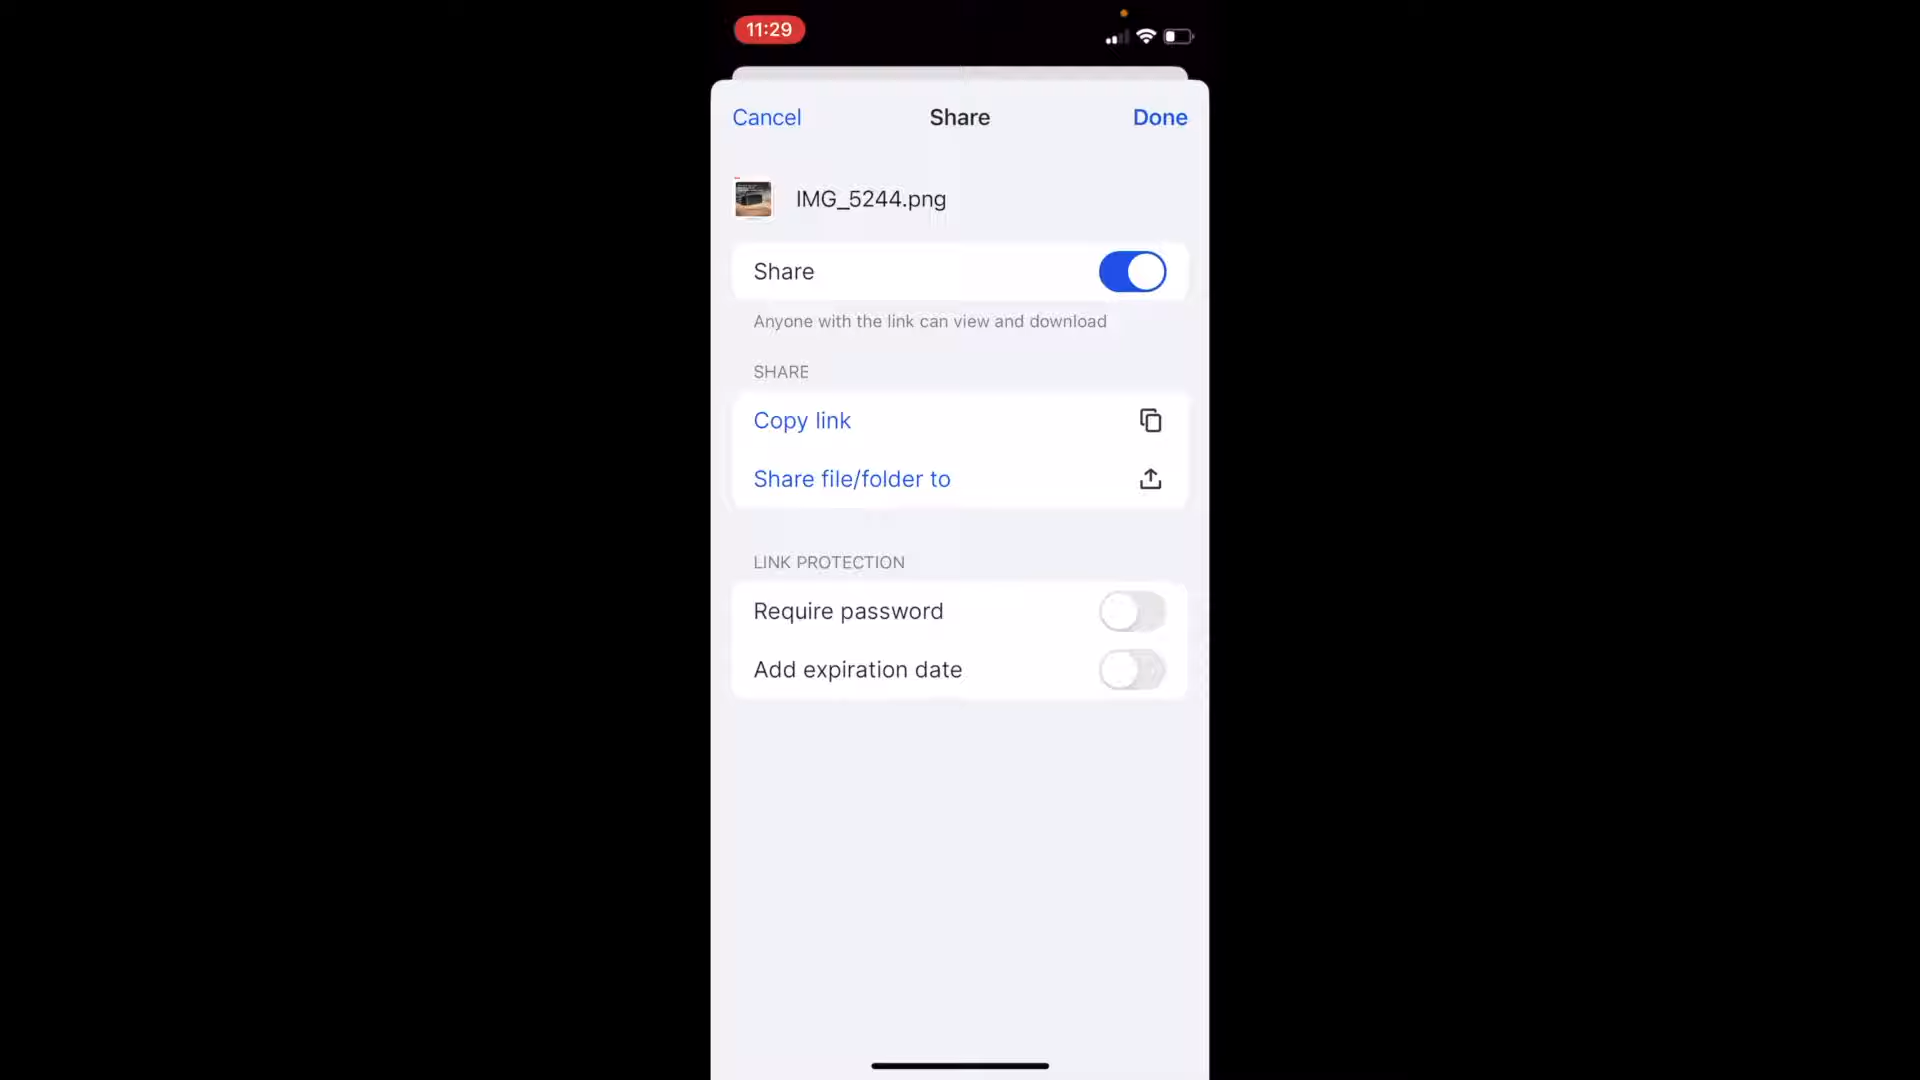 11:29
Cancel
Share
Done
IMG_5244.png
Share
Anyone with the link can view and download
SHARE
Copy link
Share file/folder to
LINK PROTECTION
Require password
Add expiration date